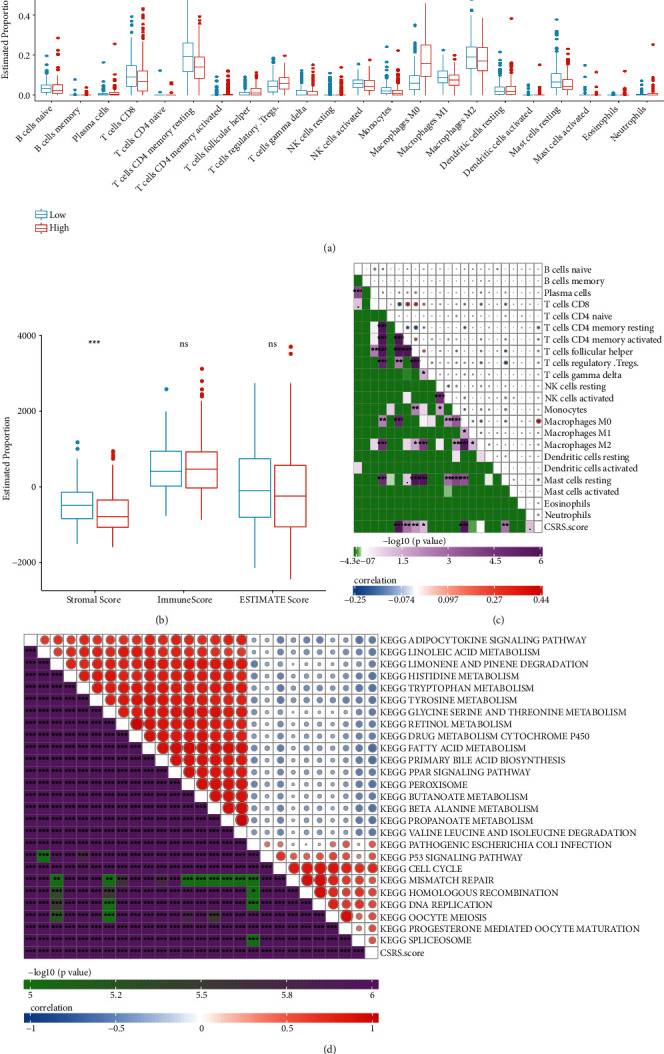 Estimated Proportion
0.4
0.2
0.0
B cells naive
B cells memory
Plasma cells
T cells CD8
T cells CD4 naive
T cells CD4 memory resting
T cells CD4 memory activated
T cells follicular helper
T cells regulatory .Tregs.
T cells gamma delta
NK cells resting
NK cells activated
Monocytes
Macrophages M0
Macrophages M1
Macrophages M2
Dendritic cells resting
Dendritic cells activated
Mast cells resting
Mast cells activated
Eosinophils
Neutrophils
Low
High
(a)
Estimated Proportion
4000
2000
0
−2000
***
ns
ns
Stromal Score
ImmuneScore
ESTIMATE Score
(b)
B cells naive
B cells memory
Plasma cells
T cells CD8
T cells CD4 naive
T cells CD4 memory resting
T cells CD4 memory activated
T cells follicular helper
T cells regulatory .Tregs.
T cells gamma delta
NK cells resting
NK cells activated
Monocytes
Macrophages M0
Macrophages M1
Macrophages M2
Dendritic cells resting
Dendritic cells activated
Mast cells resting
Mast cells activated
Eosinophils
Neutrophils
CSRS.score
−log10 (p value)
−4.3e−07 1.5 3 4.5 6
correlation
−0.25 −0.074 0.097 0.27 0.44
(c)
KEGG ADIPOCYTOKINE SIGNALING PATHWAY
KEGG LINOLEIC ACID METABOLISM
KEGG LIMONENE AND PINENE DEGRADATION
KEGG HISTIDINE METABOLISM
KEGG TRYPTOPHAN METABOLISM
KEGG TYROSINE METABOLISM
KEGG GLYCINE SERINE AND THREONINE METABOLISM
KEGG RETINOL METABOLISM
KEGG DRUG METABOLISM CYTOCHROME P450
KEGG FATTY ACID METABOLISM
KEGG PRIMARY BILE ACID BIOSYNTHESIS
KEGG PPAR SIGNALING PATHWAY
KEGG PEROXISOME
KEGG BUTANOATE METABOLISM
KEGG BETA ALANINE METABOLISM
KEGG PROPANOATE METABOLISM
KEGG VALINE LEUCINE AND ISOLEUCINE DEGRADATION
KEGG PATHOGENIC ESCHERICHIA COLI INFECTION
KEGG P53 SIGNALING PATHWAY
KEGG CELL CYCLE
KEGG MISMATCH REPAIR
KEGG HOMOLOGOUS RECOMBINATION
KEGG DNA REPLICATION
KEGG OOCYTE MEIOSIS
KEGG PROGESTERONE MEDIATED OOCYTE MATURATION
KEGG SPLICEOSOME
CSRS.score
−log10 (p value)
5 5.2 5.5 5.8 6
correlation
−1 −0.5 0 0.5 1
(d)